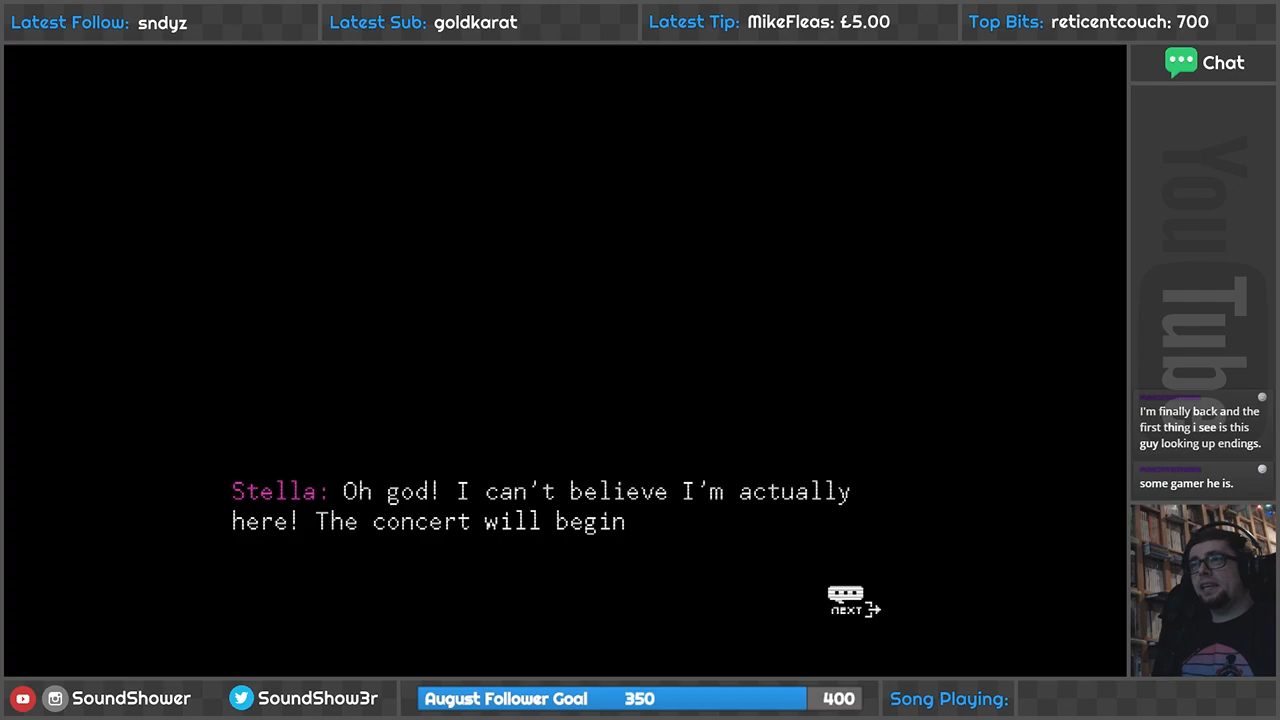 Latest Follow: sndyz
Latest Sub: goldkarat
Latest Tip: MikeFleas: £5.00
Top Bits: reticentcouch: 700
Chat
YouTube
I'm finally back and the
first thing i see is this
guy looking up endings.
some gamer he is.
Stella: Oh god! I can't believe I'm actually
here! The concert will begin
NEXT
SoundShower
SoundShow3r
August Follower Goal 350 400
Song Playing: